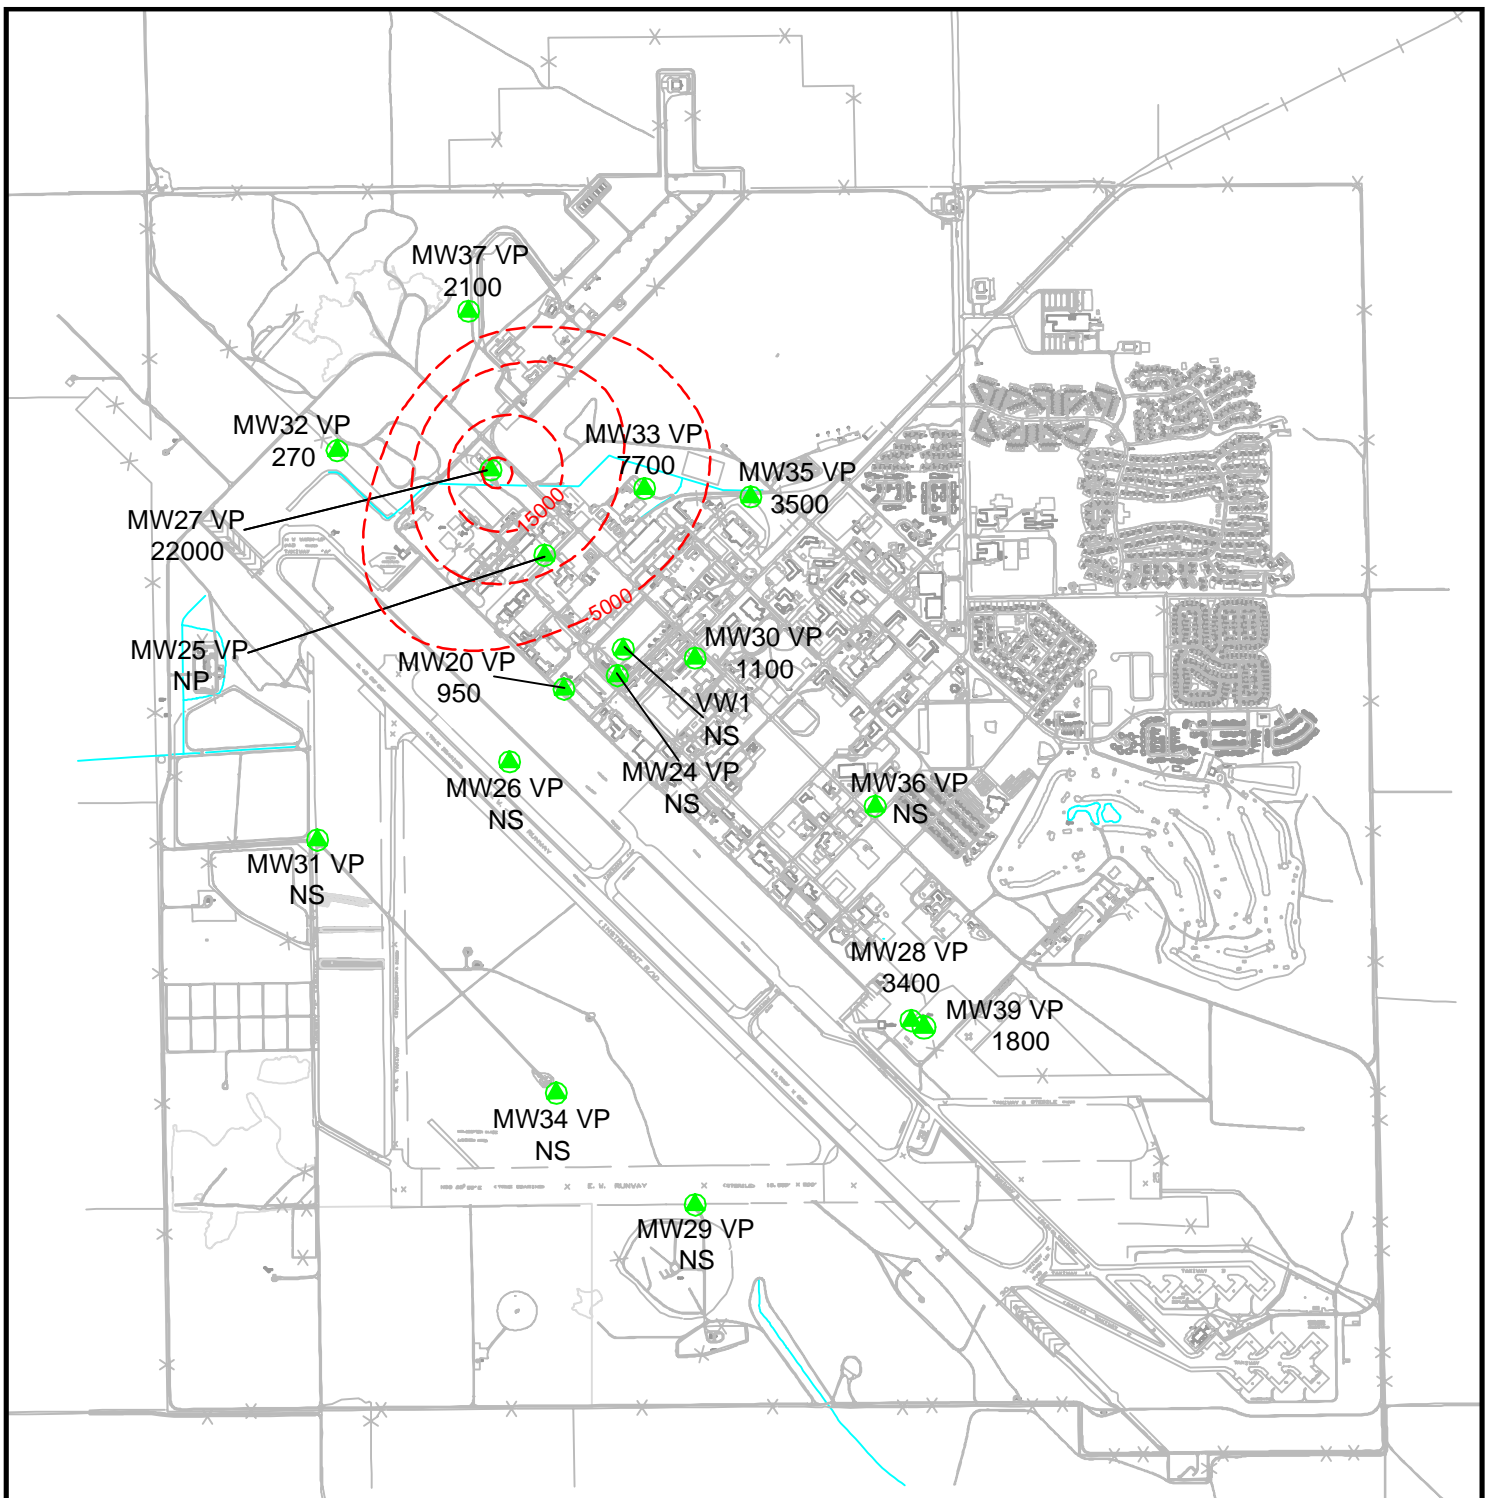 MW37 VP
2100
MW32 VP
270
MW33 VP
7700
MW35 VP
3500
MW27 VP
22000
15000
5000
MW25 VP
NP
MW20 VP
950
MW30 VP
1100
VW1
NS
MW24 VP
NS
MW26 VP
NS
MW36 VP
NS
MW31 VP
NS
MW28 VP
3400
MW39 VP
1800
MW34 VP
NS
E. W. RUNWAY
MW29 VP
NS